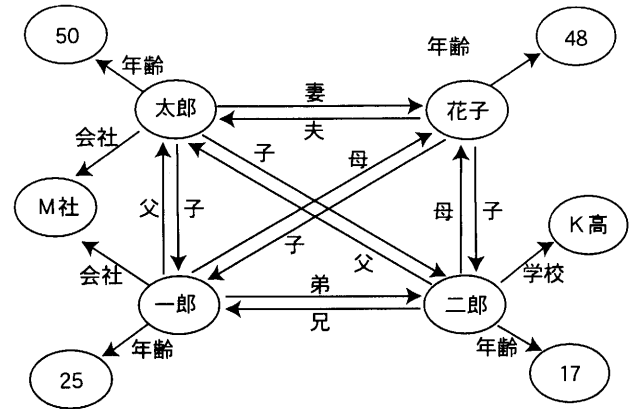 50
48
年齢
年齢
太郎
妻
花子
夫
会社
子
母
M社
父
子
母
子
K高
子
父
会社
学校
一郎
弟
二郎
兄
年齢
年齢
25
17